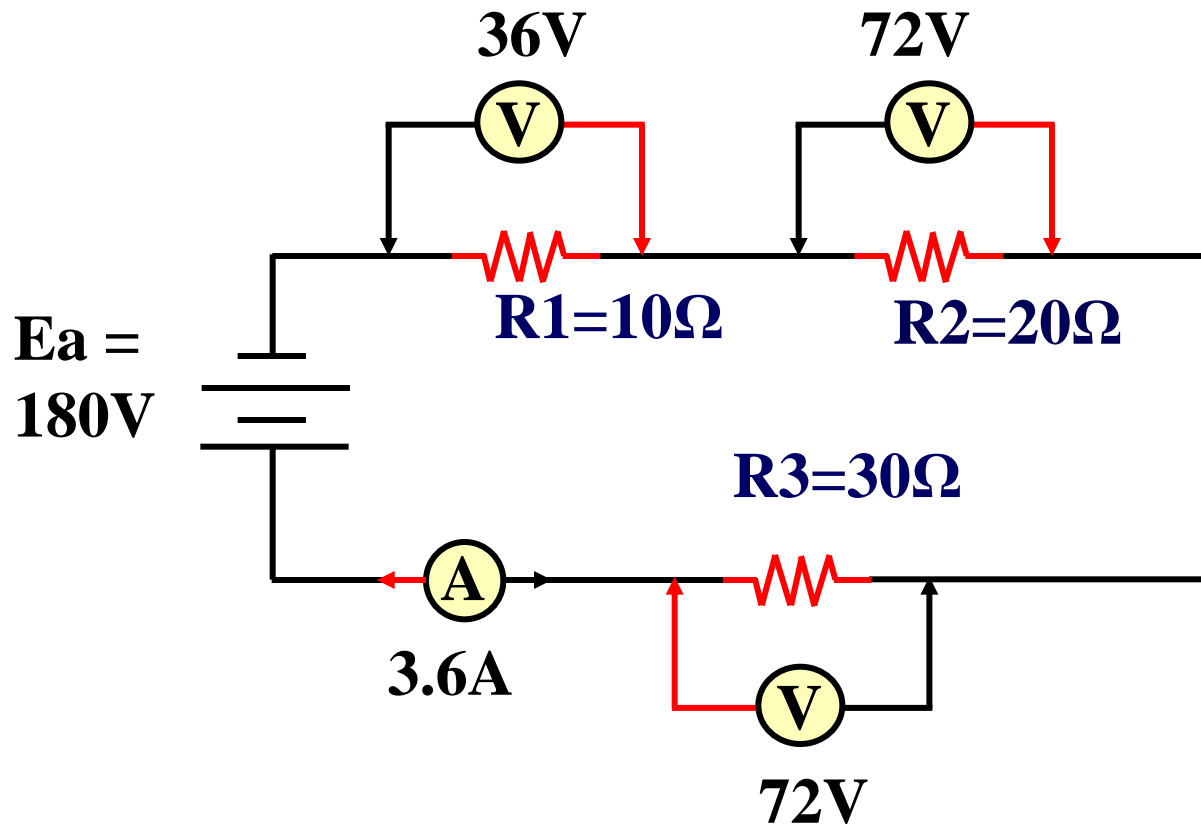 36V
72V
V
V
R1=10Ω
R2=20Ω
Ea =
180V
R3=30Ω
A
3.6A
V
72V